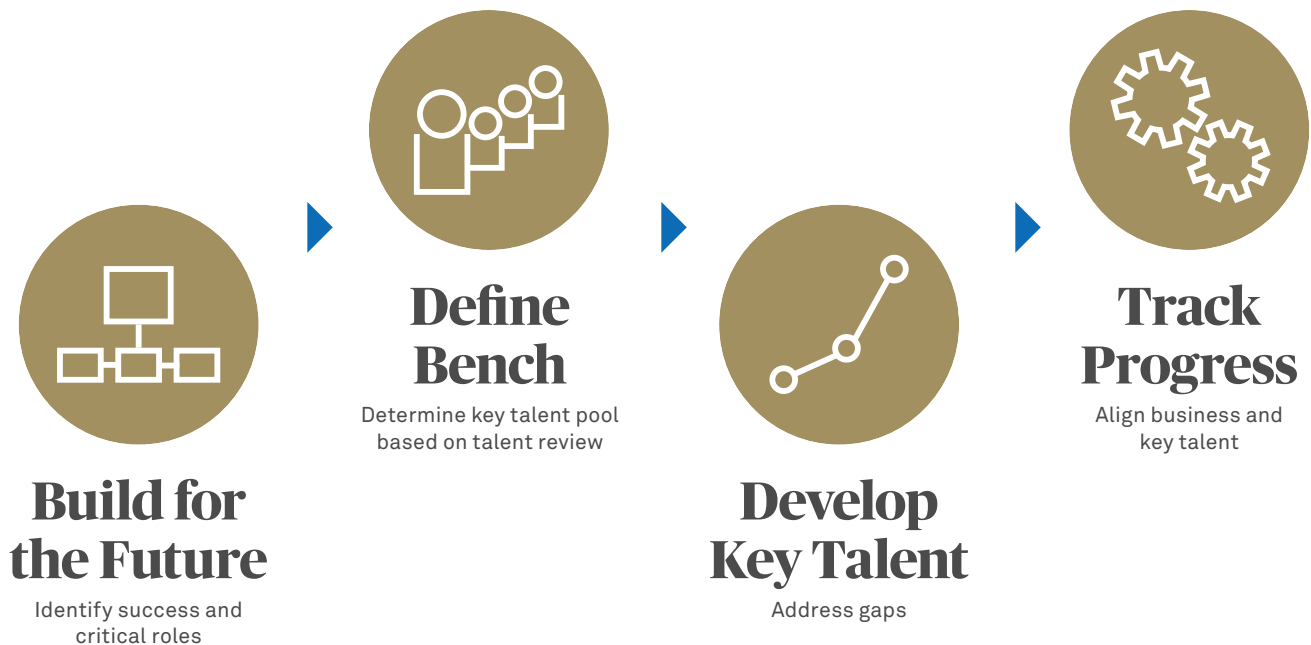 Build for
the Future
Identify success and
critical roles
Define
Bench
Determine key talent pool
based on talent review
Develop
Key Talent
Address gaps
Track
Progress
Align business and
key talent